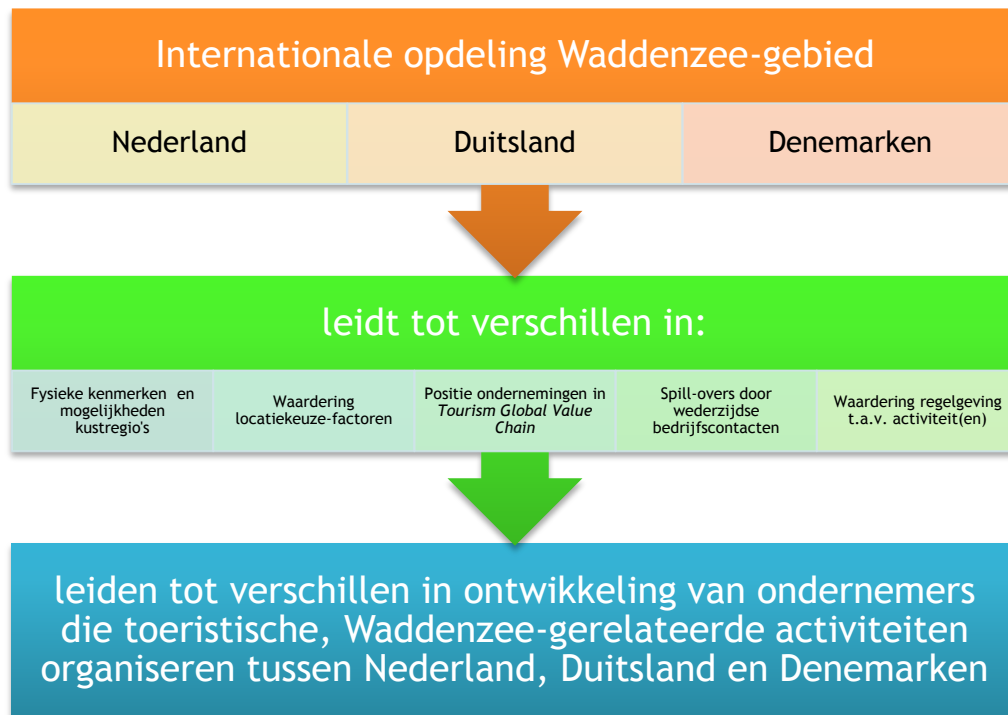 Internationale opdeling Waddenzee-gebied
Nederland
Duitsland
Denemarken
leidt tot verschillen in:
Fysieke kenmerken en
mogelijkheden
kustregio's
Waardering
locatiekeuze-factoren
Positie ondernemingen in
Tourism Global Value
Chain
Spill-overs door
wederzijdse
bedrijfscontacten
Waardering regelgeving
t.a.v. activiteit(en)
leiden tot verschillen in ontwikkeling van ondernemers
die toeristische, Waddenzee-gerelateerde activiteiten
organiseren tussen Nederland, Duitsland en Denemarken